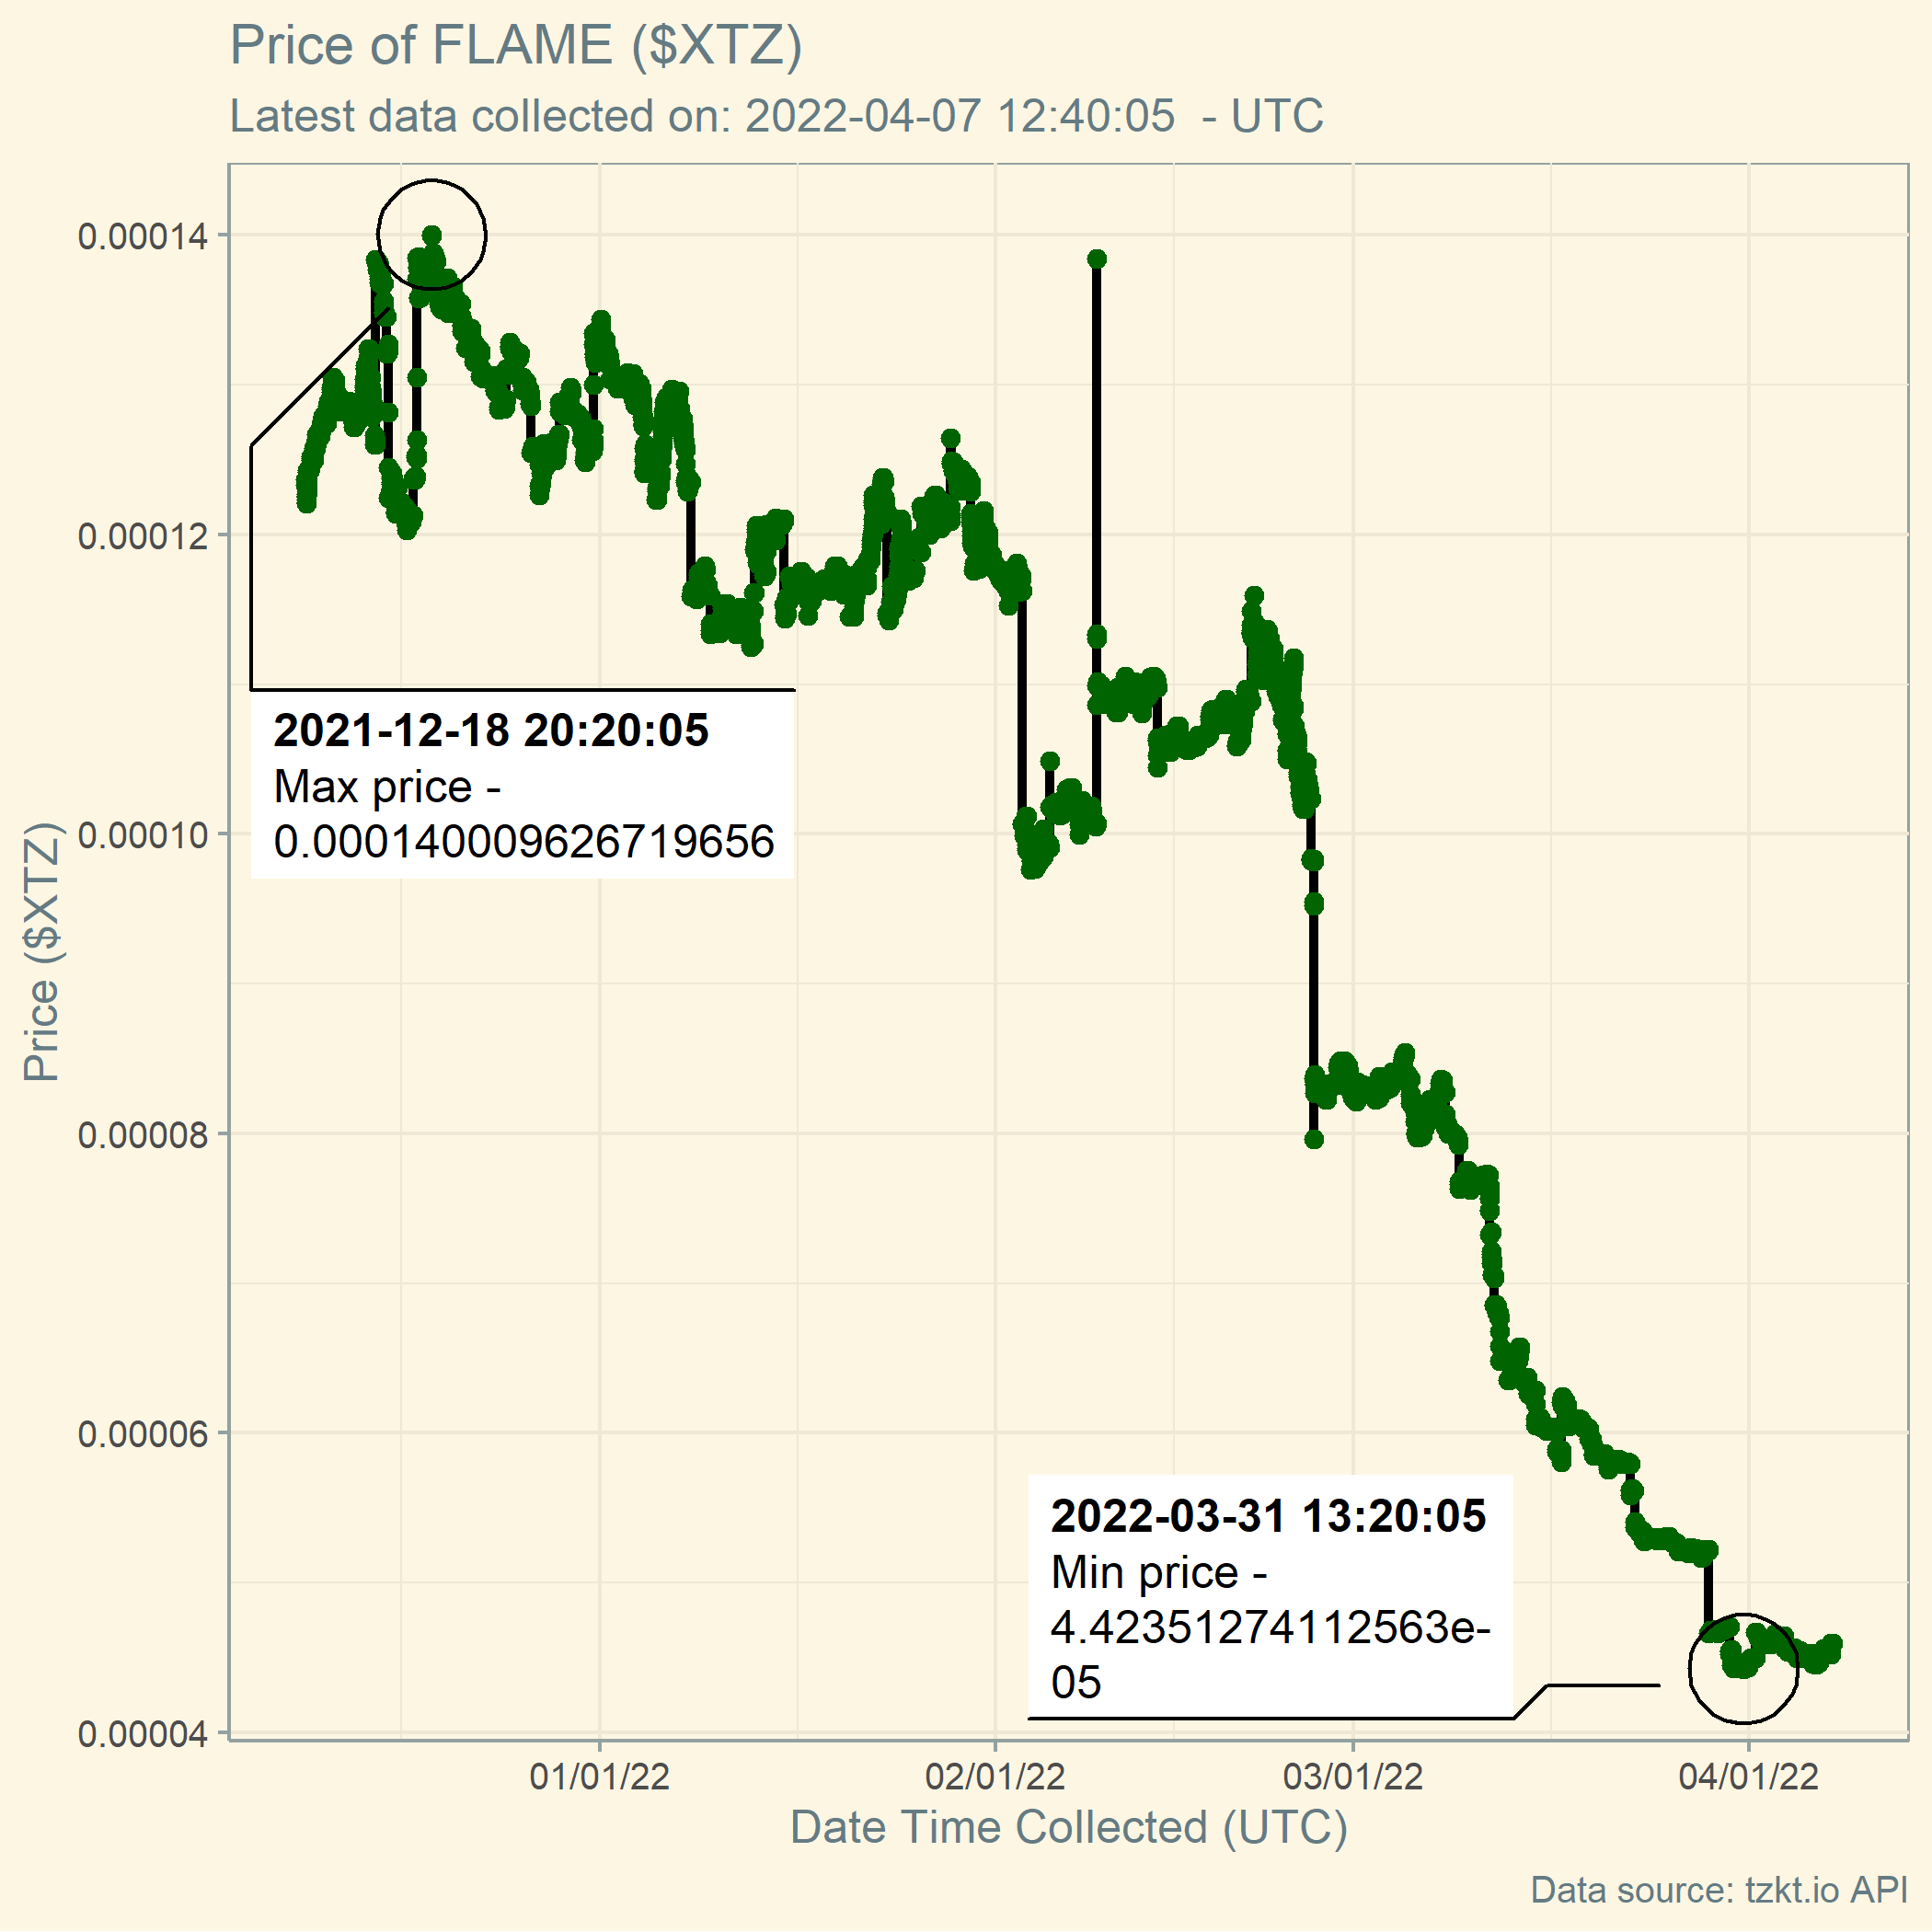 Price of FLAME ($XTZ)
Latest data collected on: 2022-04-07 12:40:05  - UTC
0.00014
0.00012
0.00010
0.00008
0.00006
0.00004
Price ($XTZ)
2021-12-18 20:20:05
Max price -
0.000140009626719656
2022-03-31 13:20:05
Min price -
4.42351274112563e-
05
01/01/22
02/01/22
03/01/22
04/01/22
Date Time Collected (UTC)
Data source: tzkt.io API